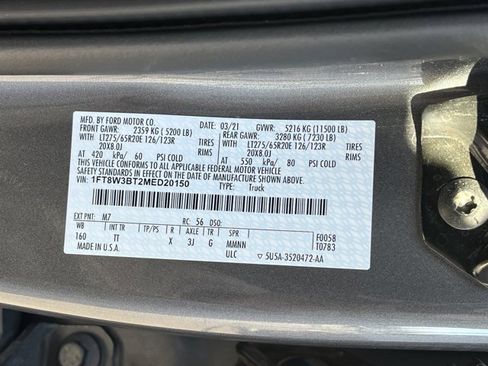 MFD. BY FORD MOTOR CO. 03/21 GVWR: 5216 KG (11500 LB)
FRONT GAWR: 2359 KG (5200 LB) REAR GAWR: 3280 KG (7230 LB)
WITH LT275/65R20E 126/123R TIRES WITH LT275/65R20E 126/123R TIRES
20X8.0J RIMS 20X8.0J RIMS
AT 420 kPa/ 60 PSI COLD AT 550 kPa/ 80 PSI COLD
THIS VEHICLE CONFORMS TO ALL APPLICABLE FEDERAL MOTOR VEHICLE
SAFETY STANDARDS IN EFFECT ON THE DATE OF MANUFACTURE SHOWN ABOVE.
VIN: 1FT8W3BT2MED20150 TYPE: Truck
EXT PNT: M7 RC: 56 DSO: F0058
WB INT TR TP/PS R AXLE TR SPR T0783
160 TT X 3J G MMNN
MADE IN U.S.A. ULC ▽ 5U5A-3520472-AA